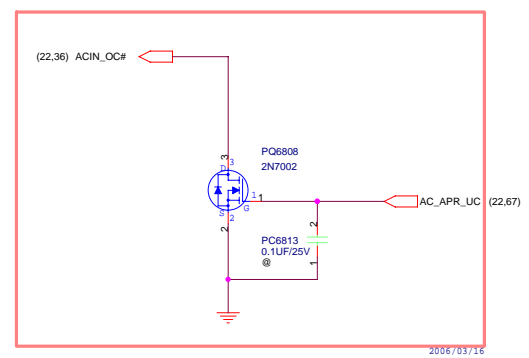 (22,36) ACIN_OC#
3
D 3
PQ6808
2N7002
1 1
G
S 2
2
AC_APR_UC (22,67)
2
PC6813
0.1UF/25V
@
1
2006/03/16